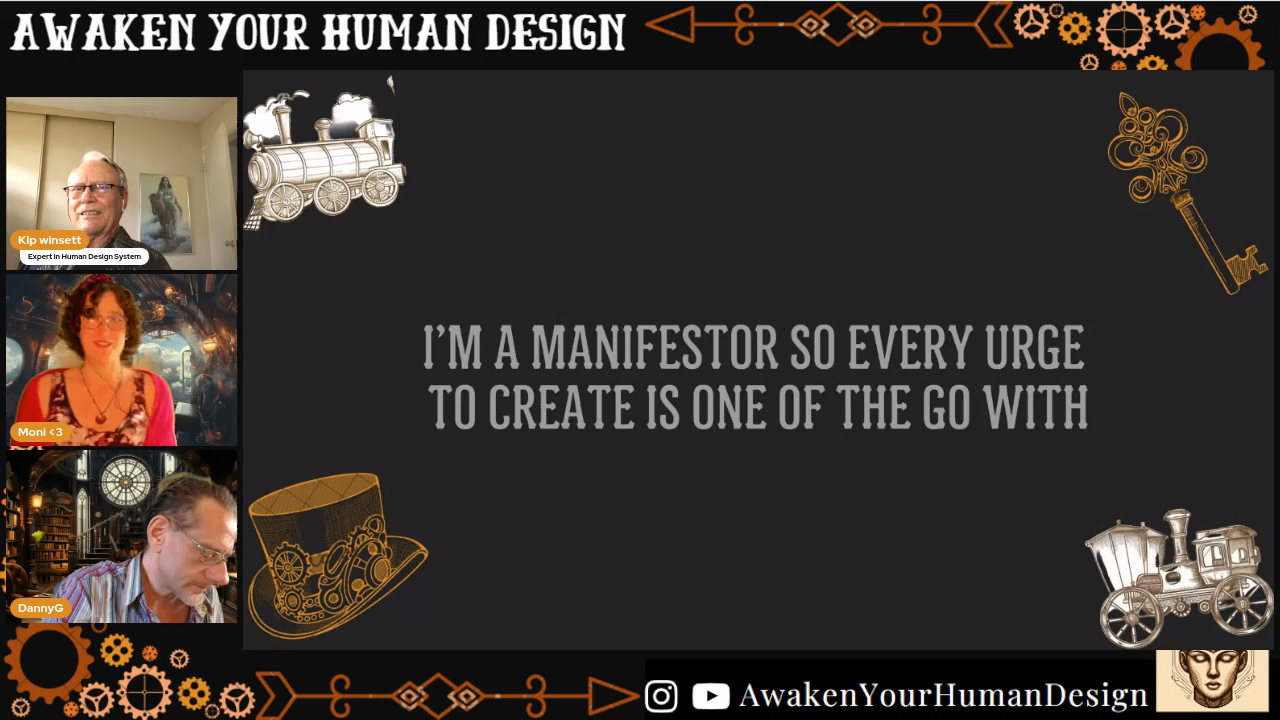 AWAKEN YOUR HUMAN DESIGN
Kip winsett
Expert in Human Design System
Moni <3
DannyG
I'M A MANIFESTOR SO EVERY URGE
TO CREATE IS ONE OF THE GO WITH
AwakenYourHumanDesign